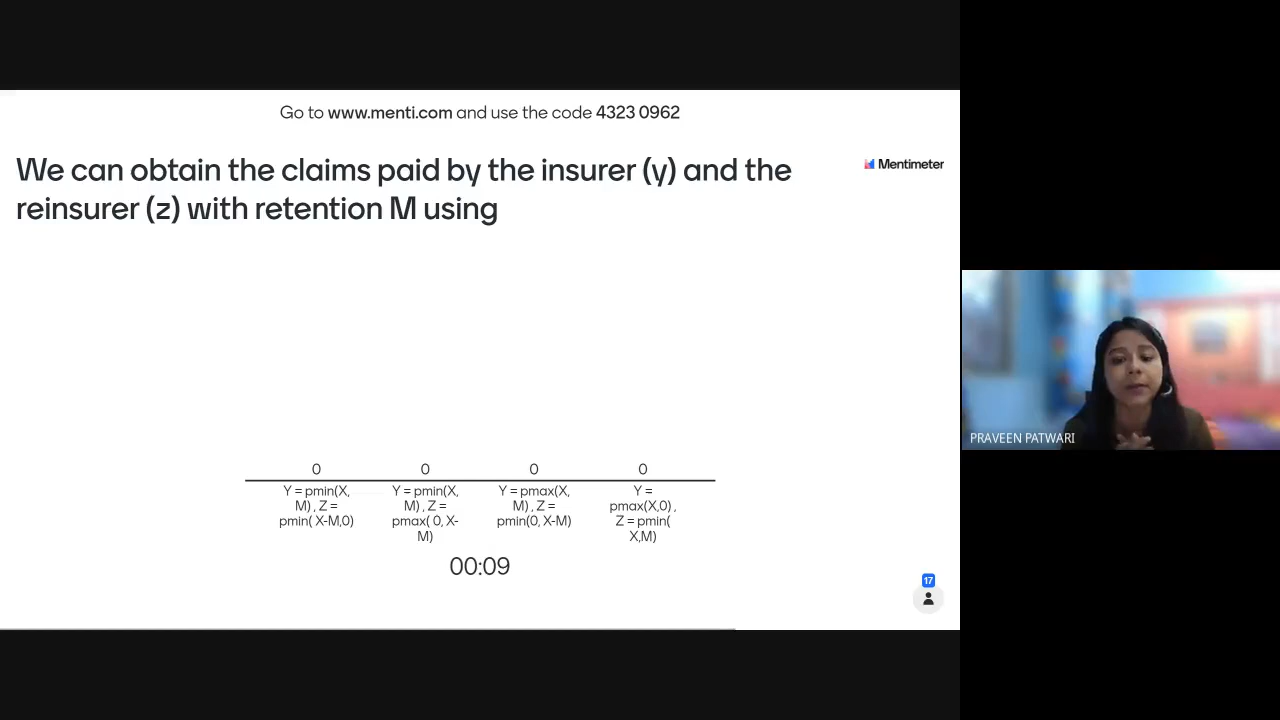 Go to www.menti.com and use the code 4323 0962
Mentimeter
We can obtain the claims paid by the insurer (y) and the
reinsurer (z) with retention M using
0
0
0
0
Y = pmin(X,
M) , Z =
pmin( X-M,0)
Y = pmin(X,
M) , Z =
pmax( 0, X-
M)
Y = pmax(X,
M) , Z =
pmin(0, X-M)
Y =
pmax(X,0) ,
Z = pmin(
X,M)
00:09
17
PRAVEEN PATWARI